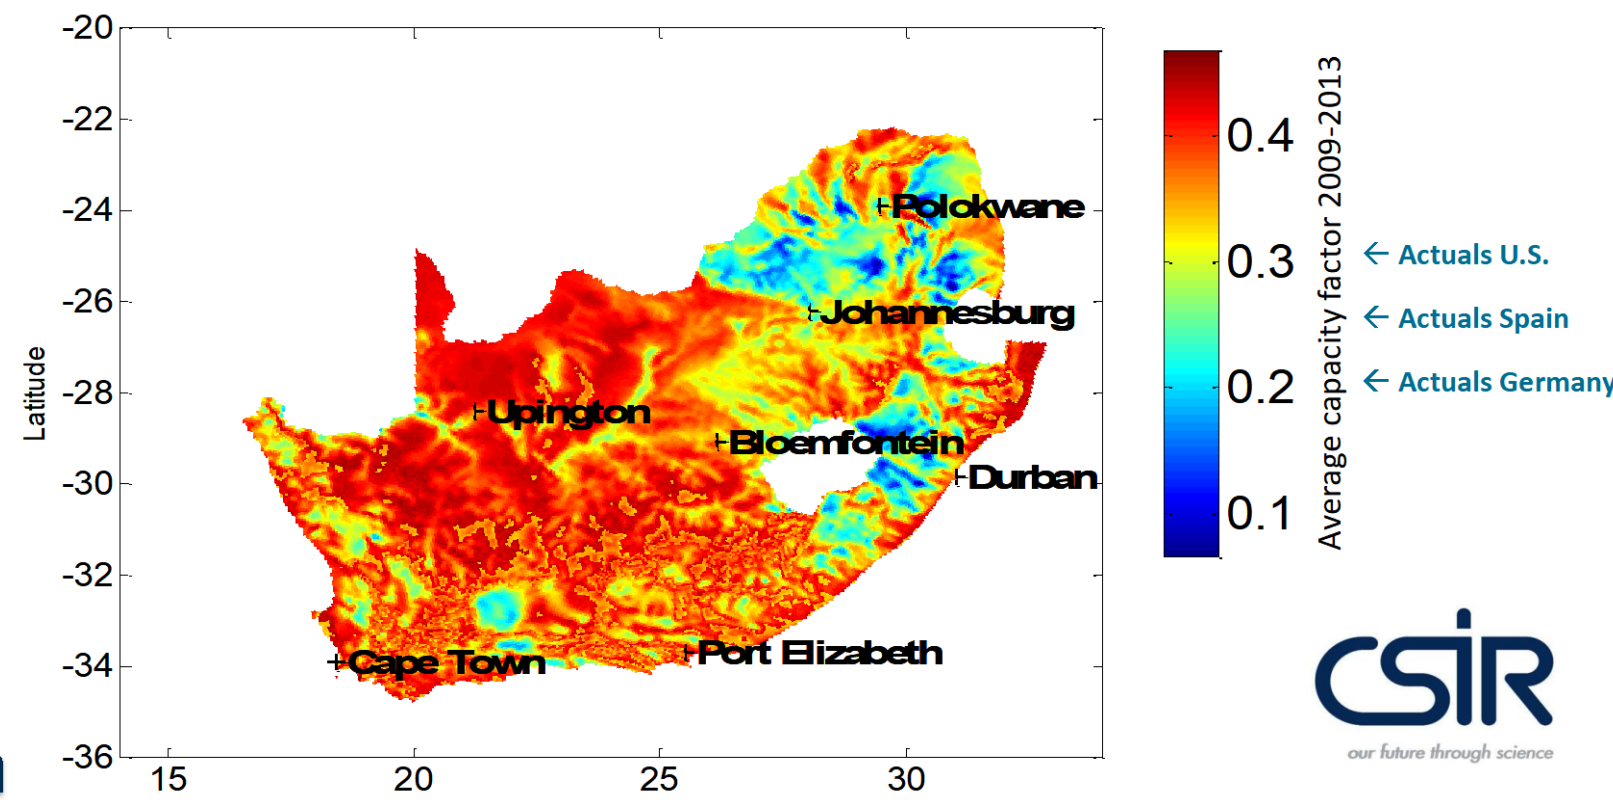 -20
-22
-24
-26
-28
-30
-32
-34
-36
Latitude
15
20
25
30
Polokwane
Johannesburg
Upington
Bloemfontein
Durban
Port Elizabeth
Cape Town
0.4
0.3
0.2
0.1
Average capacity factor 2009-2013
← Actuals U.S.
← Actuals Spain
← Actuals Germany
CSIR
our future through science